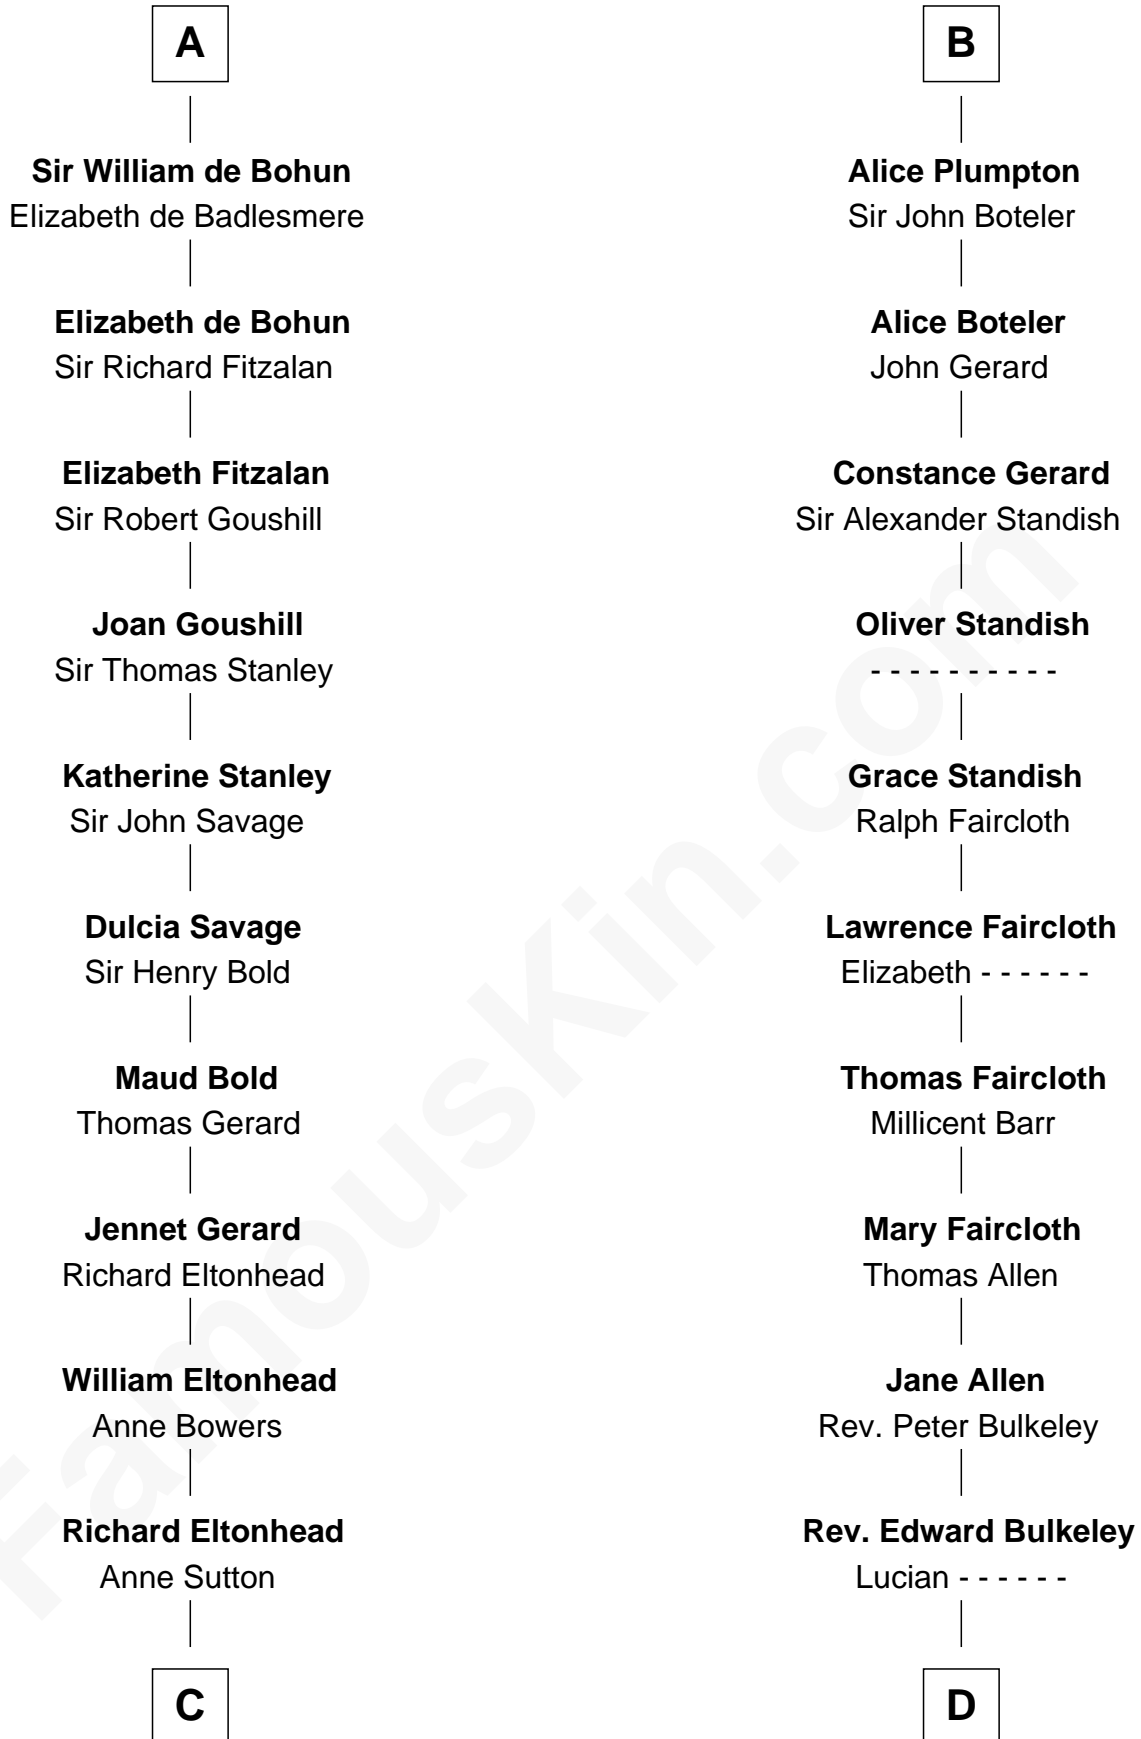 A
Sir William de Bohun
Elizabeth de Badlesmere
Elizabeth de Bohun
Sir Richard Fitzalan
Elizabeth Fitzalan
Sir Robert Goushill
Joan Goushill
Sir Thomas Stanley
Katherine Stanley
Sir John Savage
Dulcia Savage
Sir Henry Bold
Maud Bold
Thomas Gerard
Jennet Gerard
Richard Eltonhead
William Eltonhead
Anne Bowers
Richard Eltonhead
Anne Sutton
C
B
Alice Plumpton
Sir John Boteler
Alice Boteler
John Gerard
Constance Gerard
Sir Alexander Standish
Oliver Standish
- - - - - - - - - -
Grace Standish
Ralph Faircloth
Lawrence Faircloth
Elizabeth - - - - - -
Thomas Faircloth
Millicent Barr
Mary Faircloth
Thomas Allen
Jane Allen
Rev. Peter Bulkeley
Rev. Edward Bulkeley
Lucian - - - - - -
D
FamousKin.com